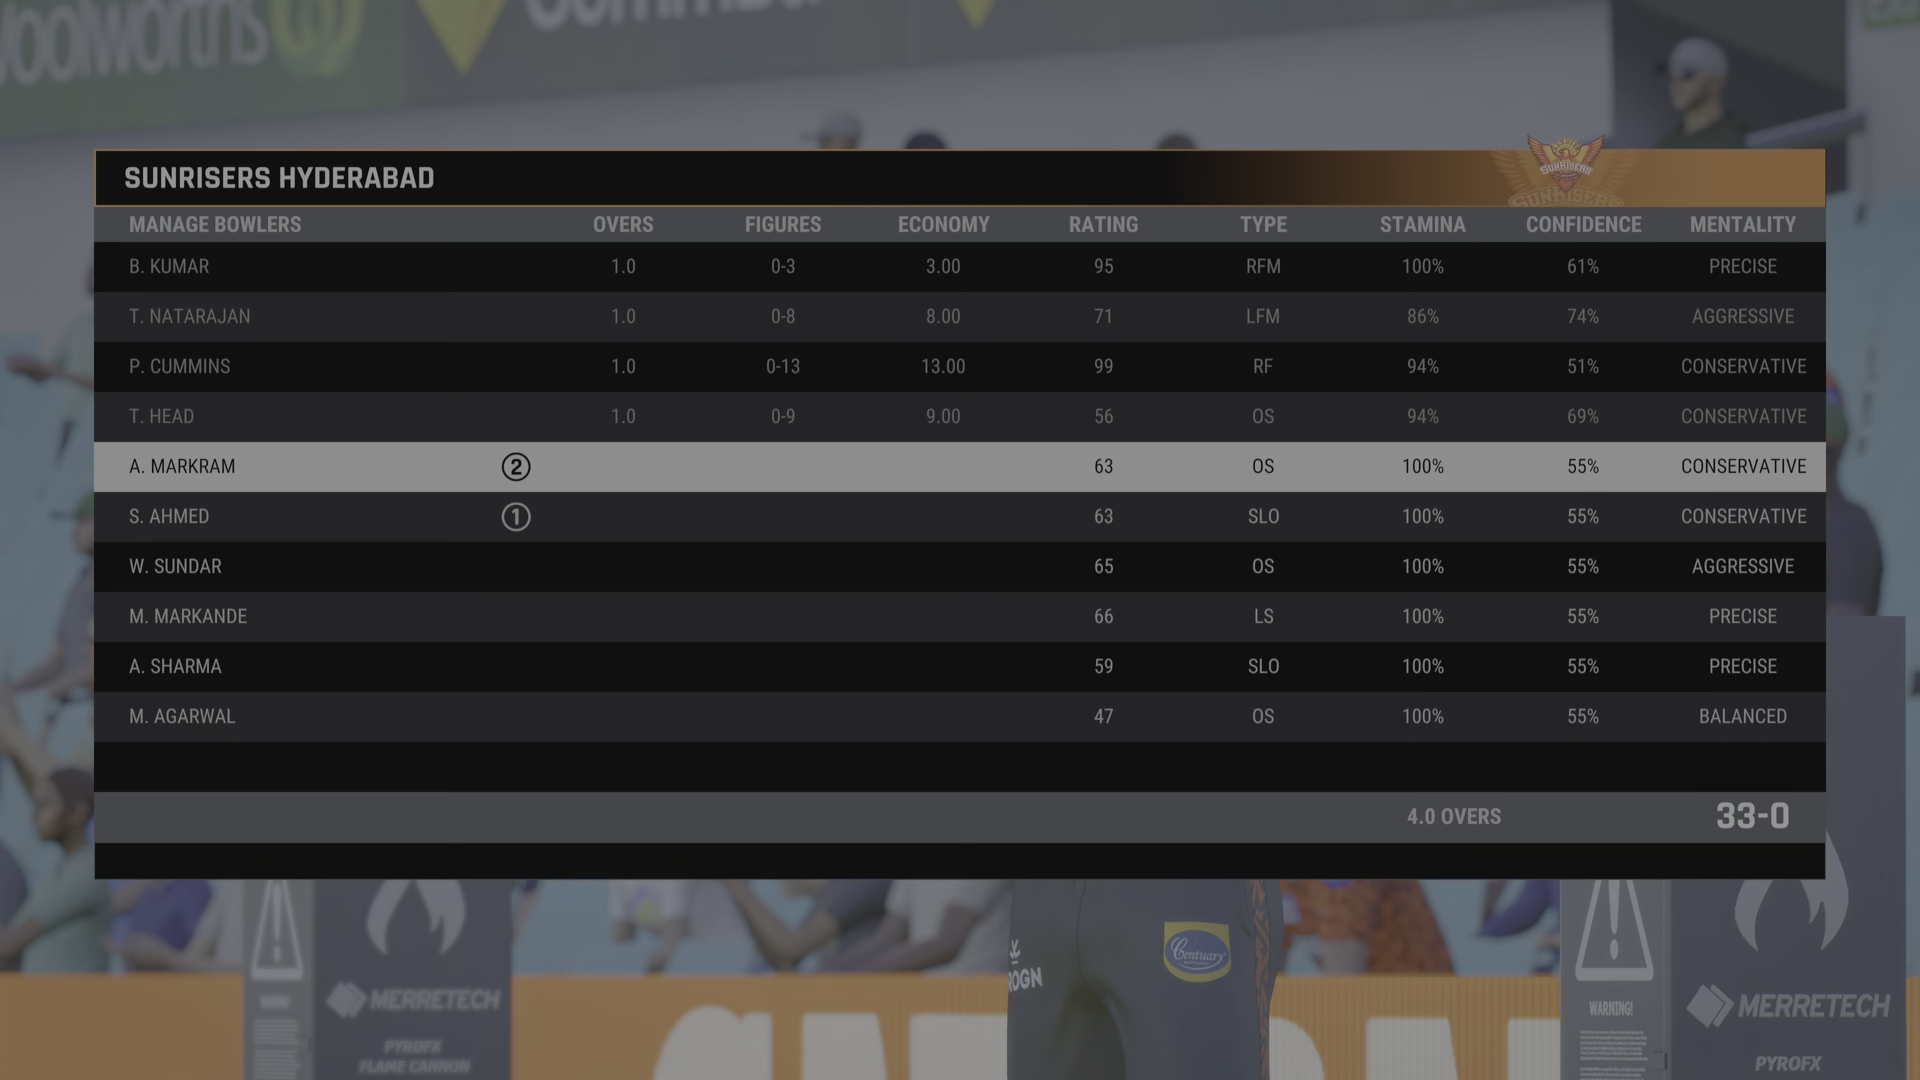 woolworths
SUNRISERS HYDERABAD
SUNRISERS
SUNRISERS
MANAGE BOWLERS OVERS FIGURES ECONOMY RATING TYPE STAMINA CONFIDENCE MENTALITY
B. KUMAR 1.0 0-3 3.00 95 RFM 100% 61% PRECISE
T. NATARAJAN 1.0 0-8 8.00 71 LFM 86% 74% AGGRESSIVE
P. CUMMINS 1.0 0-13 13.00 99 RF 94% 51% CONSERVATIVE
T. HEAD 1.0 0-9 9.00 56 OS 94% 69% CONSERVATIVE
A. MARKRAM 2 63 OS 100% 55% CONSERVATIVE
S. AHMED 1 63 SLO 100% 55% CONSERVATIVE
W. SUNDAR 65 OS 100% 55% AGGRESSIVE
M. MARKANDE 66 LS 100% 55% PRECISE
A. SHARMA 59 SLO 100% 55% PRECISE
M. AGARWAL 47 OS 100% 55% BALANCED
4.0 OVERS 33-0
Centuary
MERRETECH
PYROFX
FLAME CANNON
WARNING!
MERRETECH
PYROFX